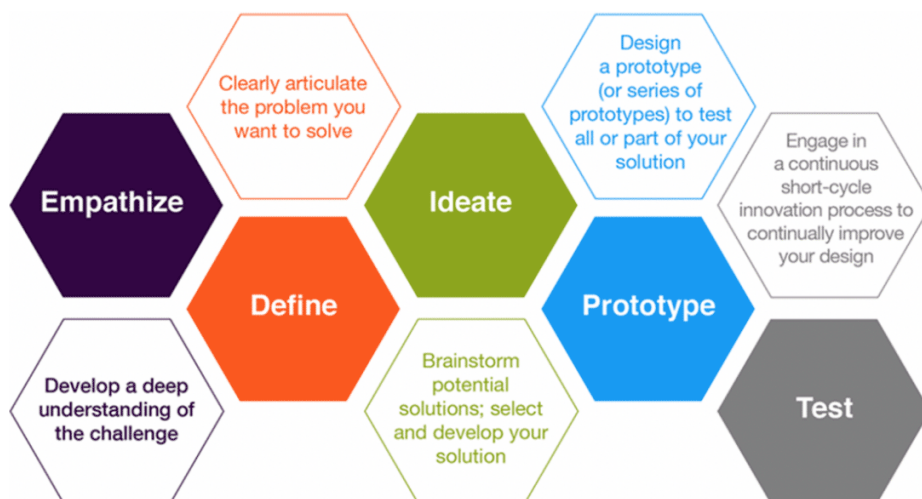 Empathize
Develop a deep
understanding of
the challenge
Clearly articulate
the problem you
want to solve
Define
Ideate
Brainstorm
potential
solutions; select
and develop your
solution
Design
a prototype
(or series of
prototypes) to test
all or part of your
solution
Prototype
Engage in
a continuous
short-cycle
innovation process to
continually improve
your design
Test